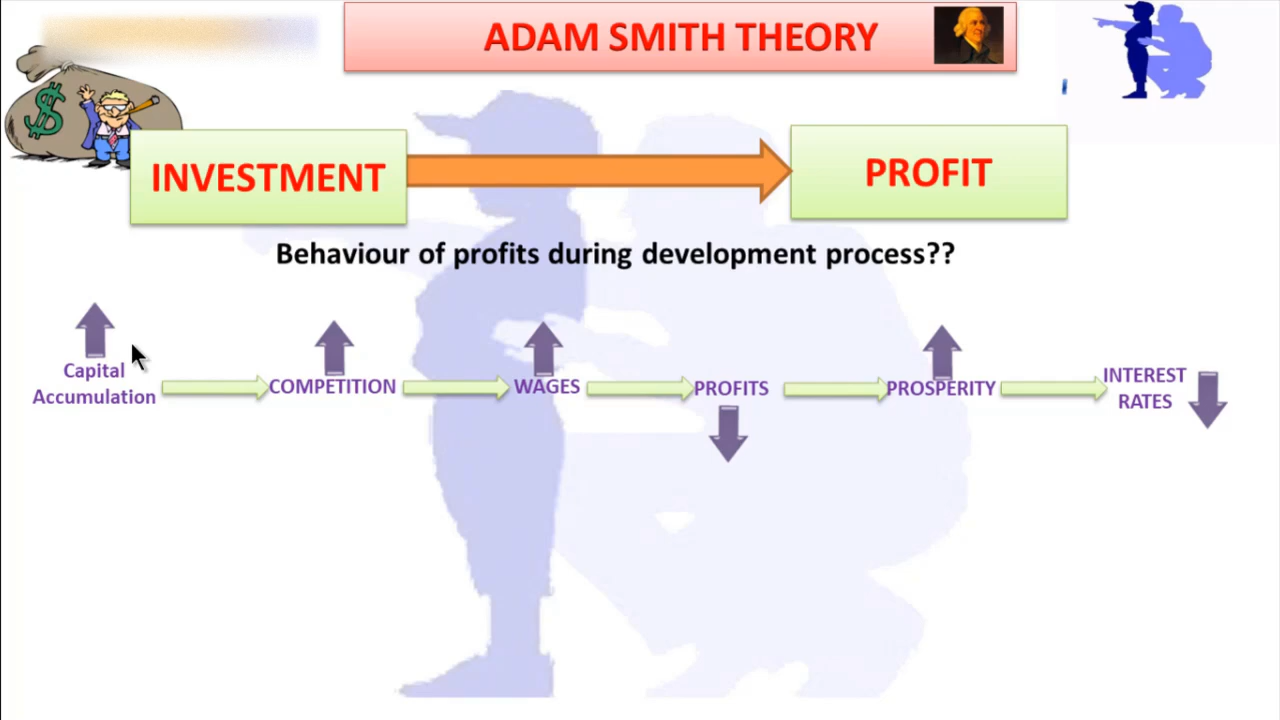 ADAM SMITH THEORY
$
INVESTMENT
PROFIT
Behaviour of profits during development process??
Capital
Accumulation
COMPETITION
WAGES
PROFITS
PROSPERITY
INTEREST
RATES